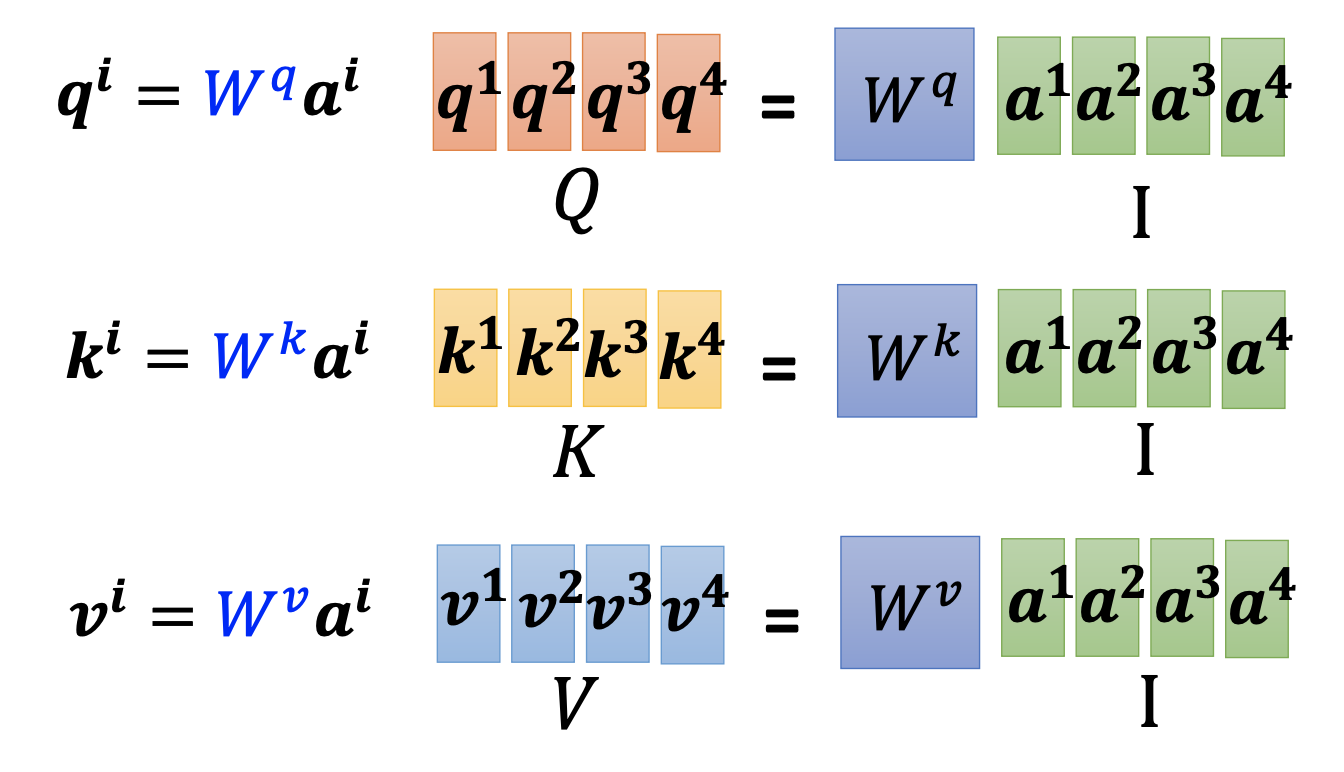 qⁱ = W^q aⁱ q¹ q² q³ q⁴ = W^q a¹ a² a³ a⁴
Q I
kⁱ = W^k aⁱ k¹ k² k³ k⁴ = W^k a¹ a² a³ a⁴
K I
vⁱ = W^v aⁱ v¹ v² v³ v⁴ = W^v a¹ a² a³ a⁴
V I